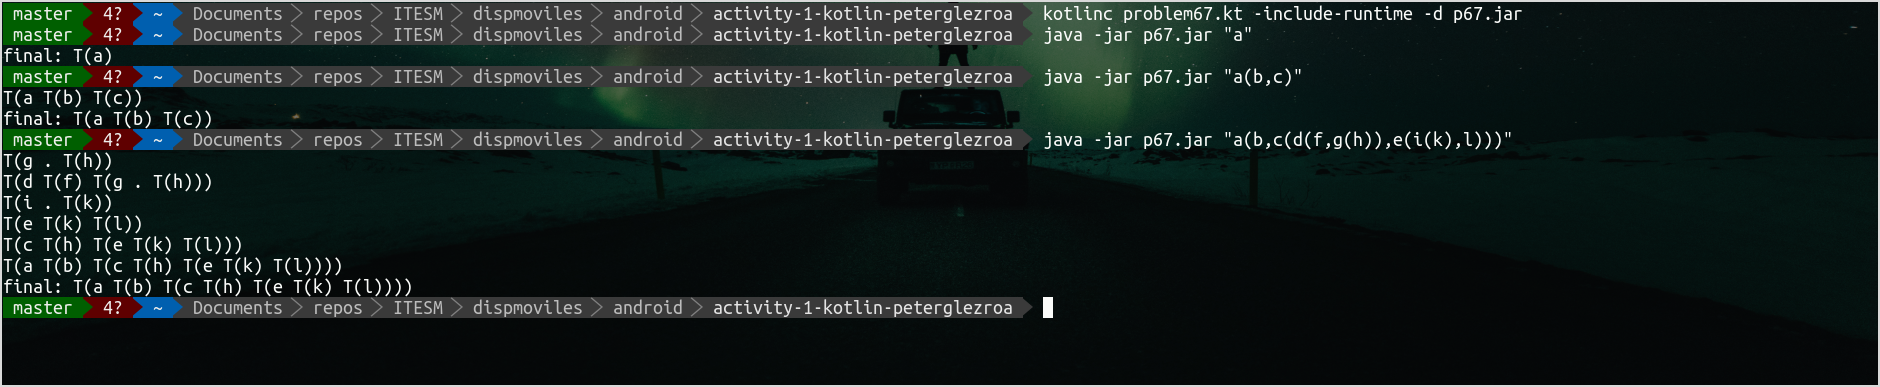 master 4? ~ Documents repos ITESM dispmoviles android activity-1-kotlin-peterglezroa kotlinc problem67.kt -include-runtime -d p67.jar
master 4? ~ Documents repos ITESM dispmoviles android activity-1-kotlin-peterglezroa java -jar p67.jar "a"
final: T(a)
master 4? ~ Documents repos ITESM dispmoviles android activity-1-kotlin-peterglezroa java -jar p67.jar "a(b,c)"
T(a T(b) T(c))
final: T(a T(b) T(c))
master 4? ~ Documents repos ITESM dispmoviles android activity-1-kotlin-peterglezroa java -jar p67.jar "a(b,c(d(f,g(h)),e(i(k),l)))"
T(g . T(h))
T(d T(f) T(g . T(h)))
T(i . T(k))
T(e T(k) T(l))
T(c T(h) T(e T(k) T(l)))
T(a T(b) T(c T(h) T(e T(k) T(l))))
final: T(a T(b) T(c T(h) T(e T(k) T(l))))
master 4? ~ Documents repos ITESM dispmoviles android activity-1-kotlin-peterglezroa